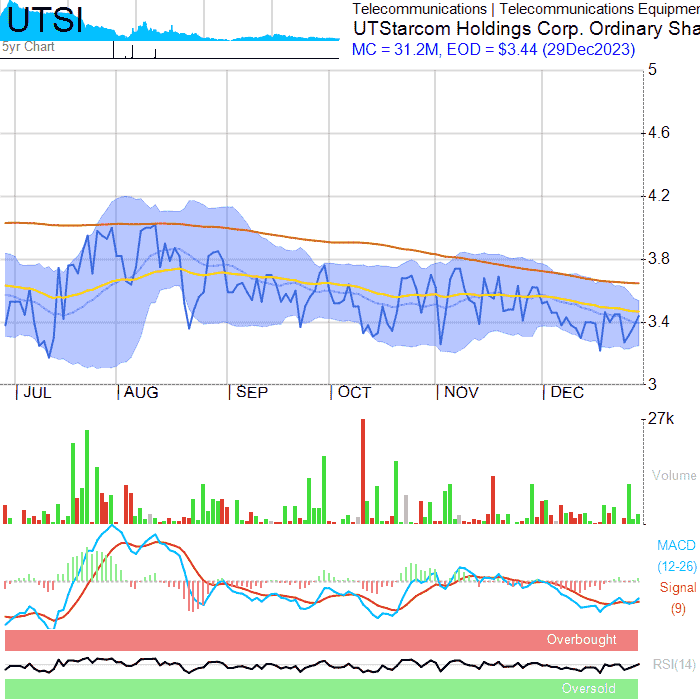 UTSI
5yr Chart
Telecommunications | Telecommunications Equipmen
UTStarcom Holdings Corp. Ordinary Sha
MC = 31.2M, EOD = $3.44 (29Dec2023)
5
4.6
4.2
3.8
3.4
3
JUL AUG SEP OCT NOV DEC
27k
Volume
MACD
(12-26)
Signal
(9)
Overbought
RSI(14)
Oversold